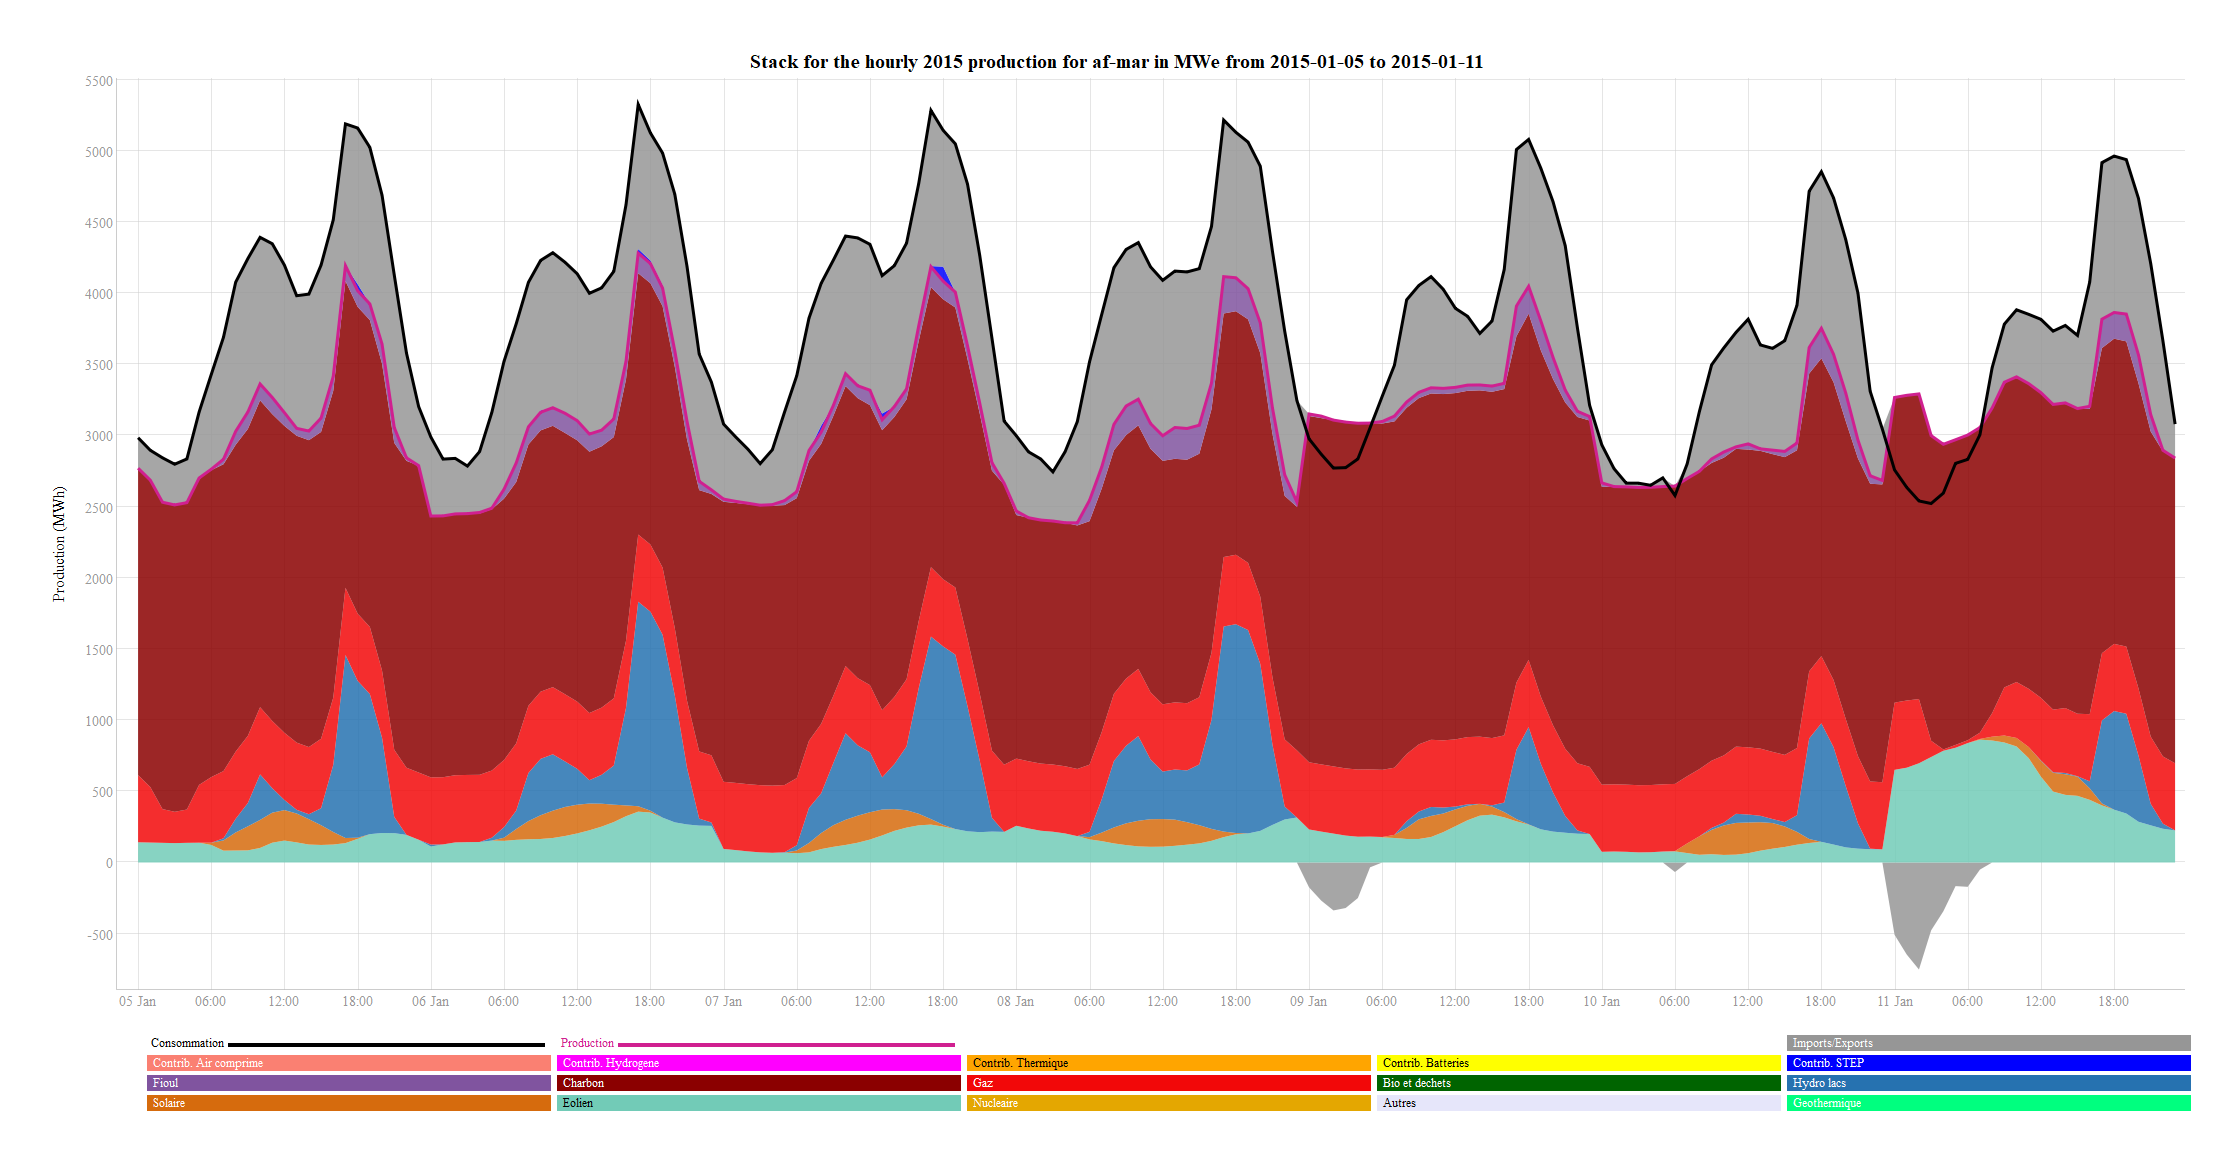 Stack for the hourly 2015 production for af-mar in MWe from 2015-01-05 to 2015-01-11
Production (MWh)
5500
5000
4500
4000
3500
3000
2500
2000
1500
1000
500
0
-500
05 Jan 06:00 12:00 18:00 06 Jan 06:00 12:00 18:00 07 Jan 06:00 12:00 18:00 08 Jan 06:00 12:00 18:00 09 Jan 06:00 12:00 18:00 10 Jan 06:00 12:00 18:00 11 Jan 06:00 12:00 18:00
Consommation Production Imports/Exports
Contrib. Air comprime Contrib. Hydrogene Contrib. Thermique Contrib. Batteries Contrib. STEP
Fioul Charbon Gaz Bio et dechets Hydro lacs
Solaire Eolien Nucleaire Autres Geothermique